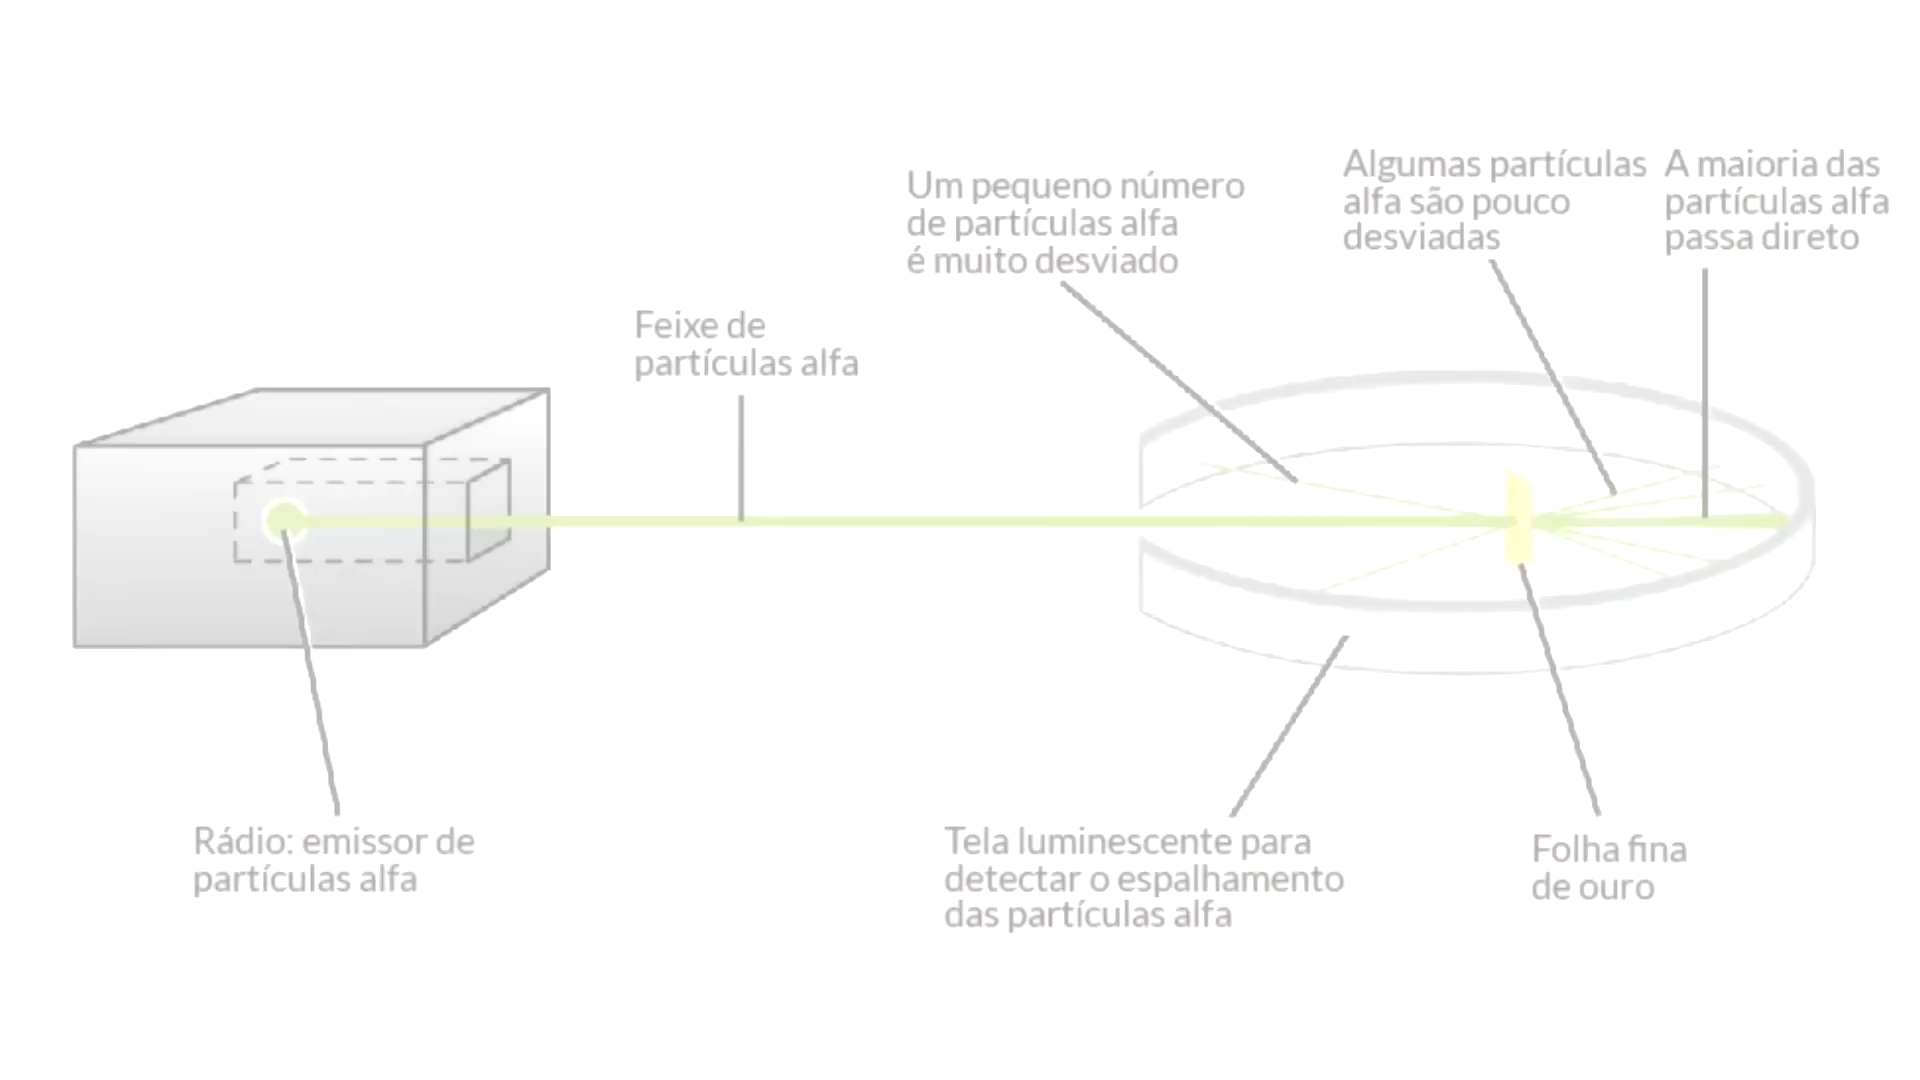 Um pequeno número
de partículas alfa
é muito desviado
Algumas partículas
alfa são pouco
desviadas
A maioria das
partículas alfa
passa direto
Feixe de
partículas alfa
Rádio: emissor de
partículas alfa
Tela luminescente para
detectar o espalhamento
das partículas alfa
Folha fina
de ouro